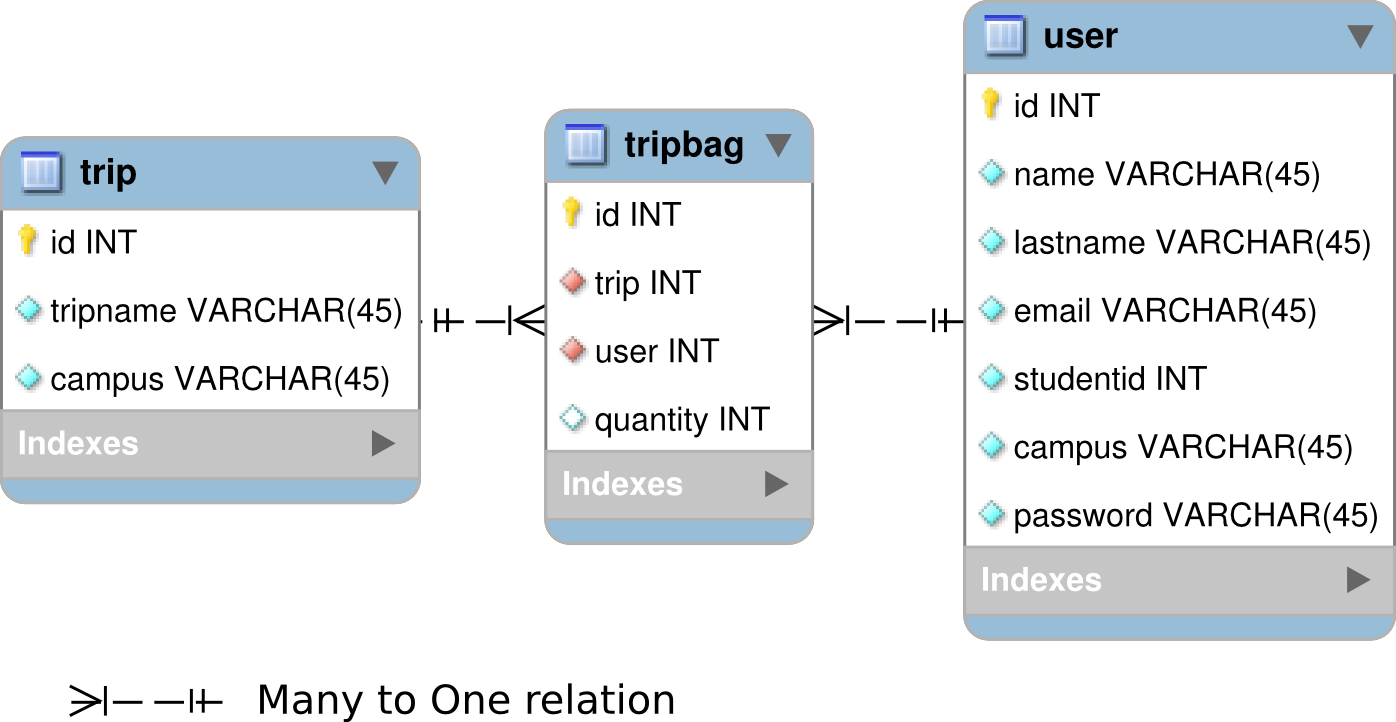 trip
id INT
tripname VARCHAR(45)
campus VARCHAR(45)
Indexes
tripbag
id INT
trip INT
user INT
quantity INT
Indexes
user
id INT
name VARCHAR(45)
lastname VARCHAR(45)
email VARCHAR(45)
studentid INT
campus VARCHAR(45)
password VARCHAR(45)
Indexes
Many to One relation